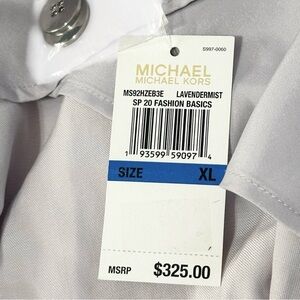 S997-0060
MICHAEL
MICHAEL KORS
MS92HZEB3E LAVENDERMIST
SP 20 FASHION BASICS
1 93599 59097 4
SIZE XL
MSRP $325.00